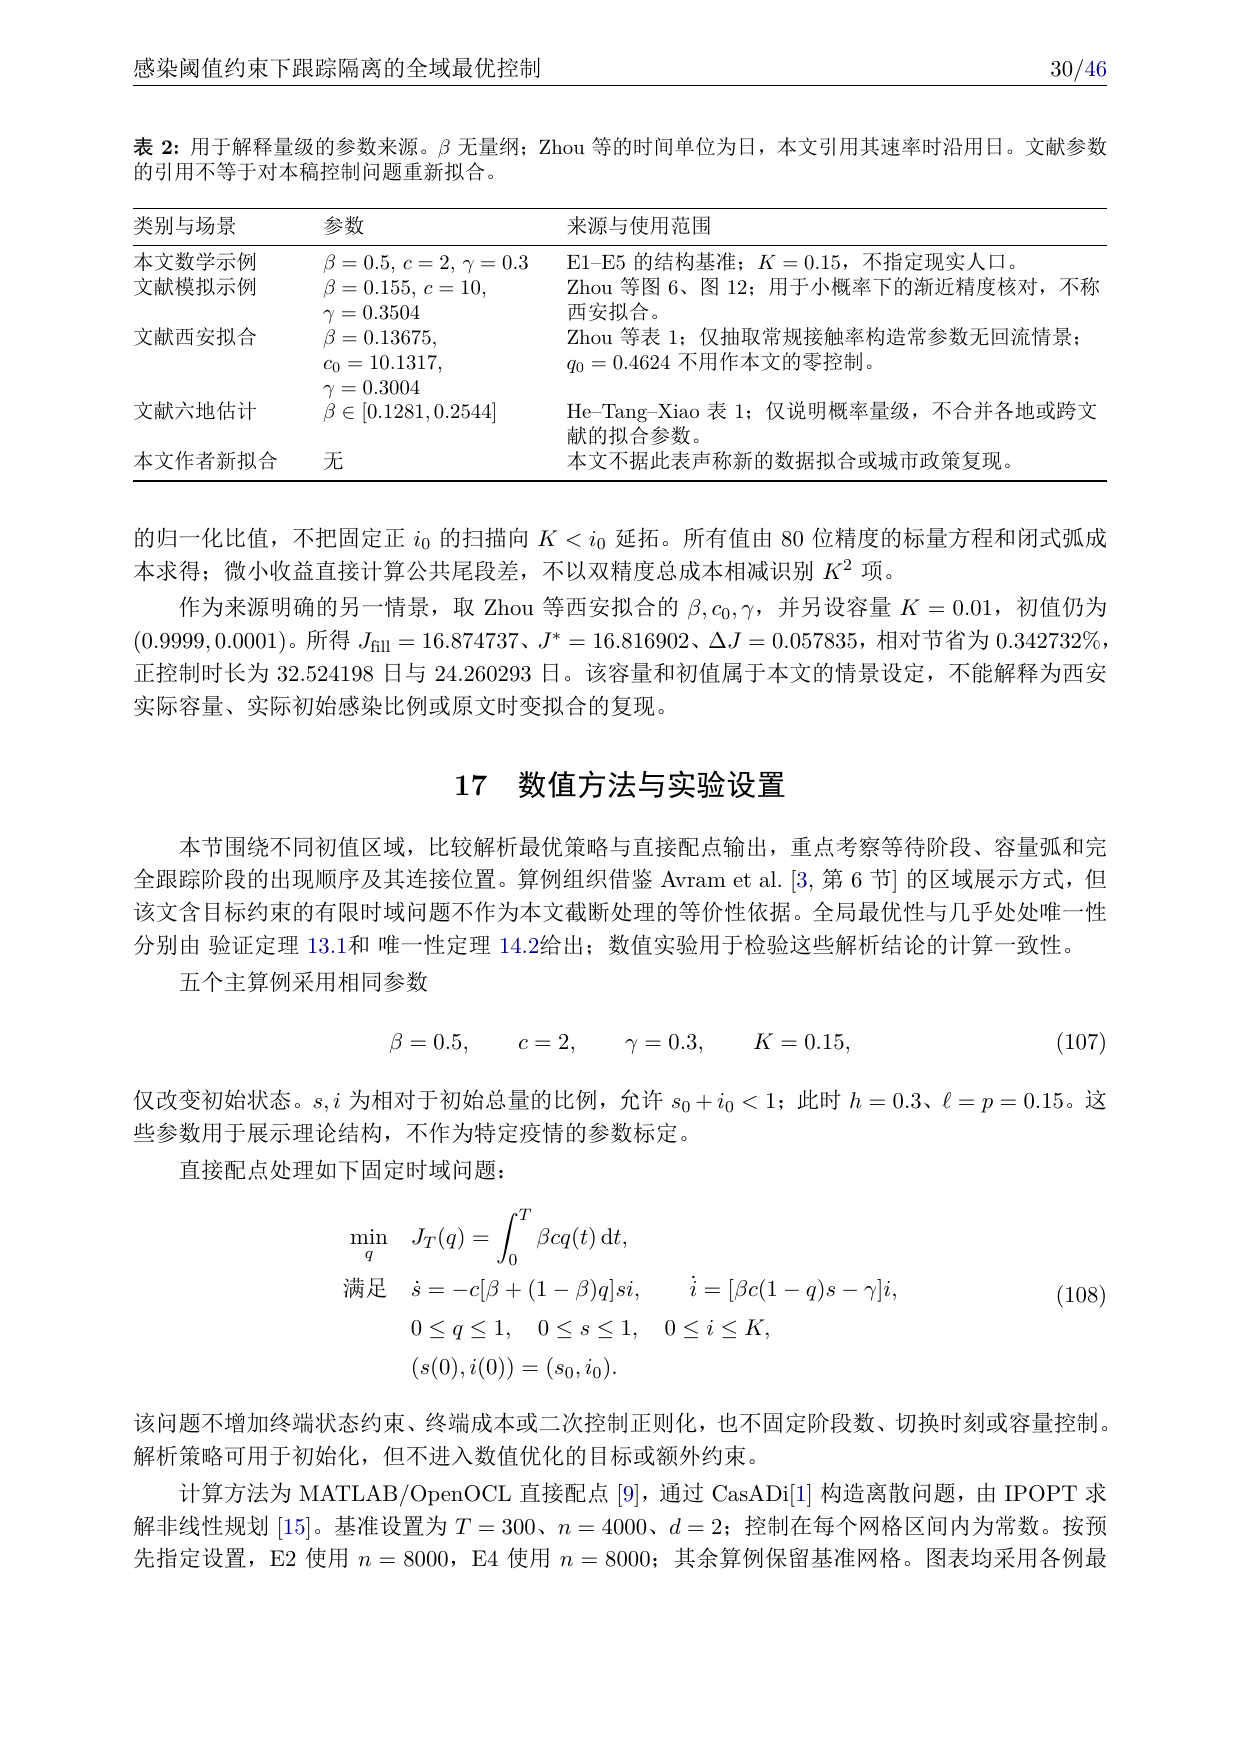 感染阈值约束下跟踪隔离的全域最优控制 30/46
表 2: 用于解释量级的参数来源。β 无量纲；Zhou 等的时间单位为日，本文引用其速率时沿用日。文献参数
的引用不等于对本稿控制问题重新拟合。
类别与场景 参数 来源与使用范围
本文数学示例 β = 0.5, c = 2, γ = 0.3 E1–E5 的结构基准；K = 0.15，不指定现实人口。
文献模拟示例 β = 0.155, c = 10, Zhou 等图 6、图 12；用于小概率下的渐近精度核对，不称
γ = 0.3504 西安拟合。
文献西安拟合 β = 0.13675, Zhou 等表 1；仅抽取常规接触率构造常参数无回流情景；
c₀ = 10.1317, q₀ = 0.4624 不用作本文的零控制。
γ = 0.3004
文献六地估计 β ∈ [0.1281, 0.2544] He–Tang–Xiao 表 1；仅说明概率量级，不合并各地或跨文
献的拟合参数。
本文作者新拟合 无 本文不据此表声称新的数据拟合或城市政策复现。
的归一化比值，不把固定正 i₀ 的扫描向 K < i₀ 延拓。所有值由 80 位精度的标量方程和闭式弧成
本求得；微小收益直接计算公共尾段差，不以双精度总成本相减识别 K² 项。
作为来源明确的另一情景，取 Zhou 等西安拟合的 β, c₀, γ，并另设容量 K = 0.01，初值仍为
(0.9999, 0.0001)。所得 J_fill = 16.874737、J* = 16.816902、ΔJ = 0.057835，相对节省为 0.342732%，
正控制时长为 32.524198 日与 24.260293 日。该容量和初值属于本文的情景设定，不能解释为西安
实际容量、实际初始感染比例或原文时变拟合的复现。
17 数值方法与实验设置
本节围绕不同初值区域，比较解析最优策略与直接配点输出，重点考察等待阶段、容量弧和完
全跟踪阶段的出现顺序及其连接位置。算例组织借鉴 Avram et al. [3, 第 6 节] 的区域展示方式，但
该文含目标约束的有限时域问题不作为本文截断处理的等价性依据。全局最优性与几乎处处唯一性
分别由 验证定理 13.1和 唯一性定理 14.2给出；数值实验用于检验这些解析结论的计算一致性。
五个主算例采用相同参数
β = 0.5, c = 2, γ = 0.3, K = 0.15, (107)
仅改变初始状态。s, i 为相对于初始总量的比例，允许 s₀ + i₀ < 1；此时 h = 0.3、ℓ = p = 0.15。这
些参数用于展示理论结构，不作为特定疫情的参数标定。
直接配点处理如下固定时域问题：
min_q J_T(q) = ∫₀^T βcq(t) dt,
满足 ṡ = −c[β + (1 − β)q]si, i̇ = [βc(1 − q)s − γ]i, (108)
0 ≤ q ≤ 1, 0 ≤ s ≤ 1, 0 ≤ i ≤ K,
(s(0), i(0)) = (s₀, i₀).
该问题不增加终端状态约束、终端成本或二次控制正则化，也不固定阶段数、切换时刻或容量控制。
解析策略可用于初始化，但不进入数值优化的目标或额外约束。
计算方法为 MATLAB/OpenOCL 直接配点 [9]，通过 CasADi[1] 构造离散问题，由 IPOPT 求
解非线性规划 [15]。基准设置为 T = 300、n = 4000、d = 2；控制在每个网格区间内为常数。按预
先指定设置，E2 使用 n = 8000，E4 使用 n = 8000；其余算例保留基准网格。图表均采用各例最